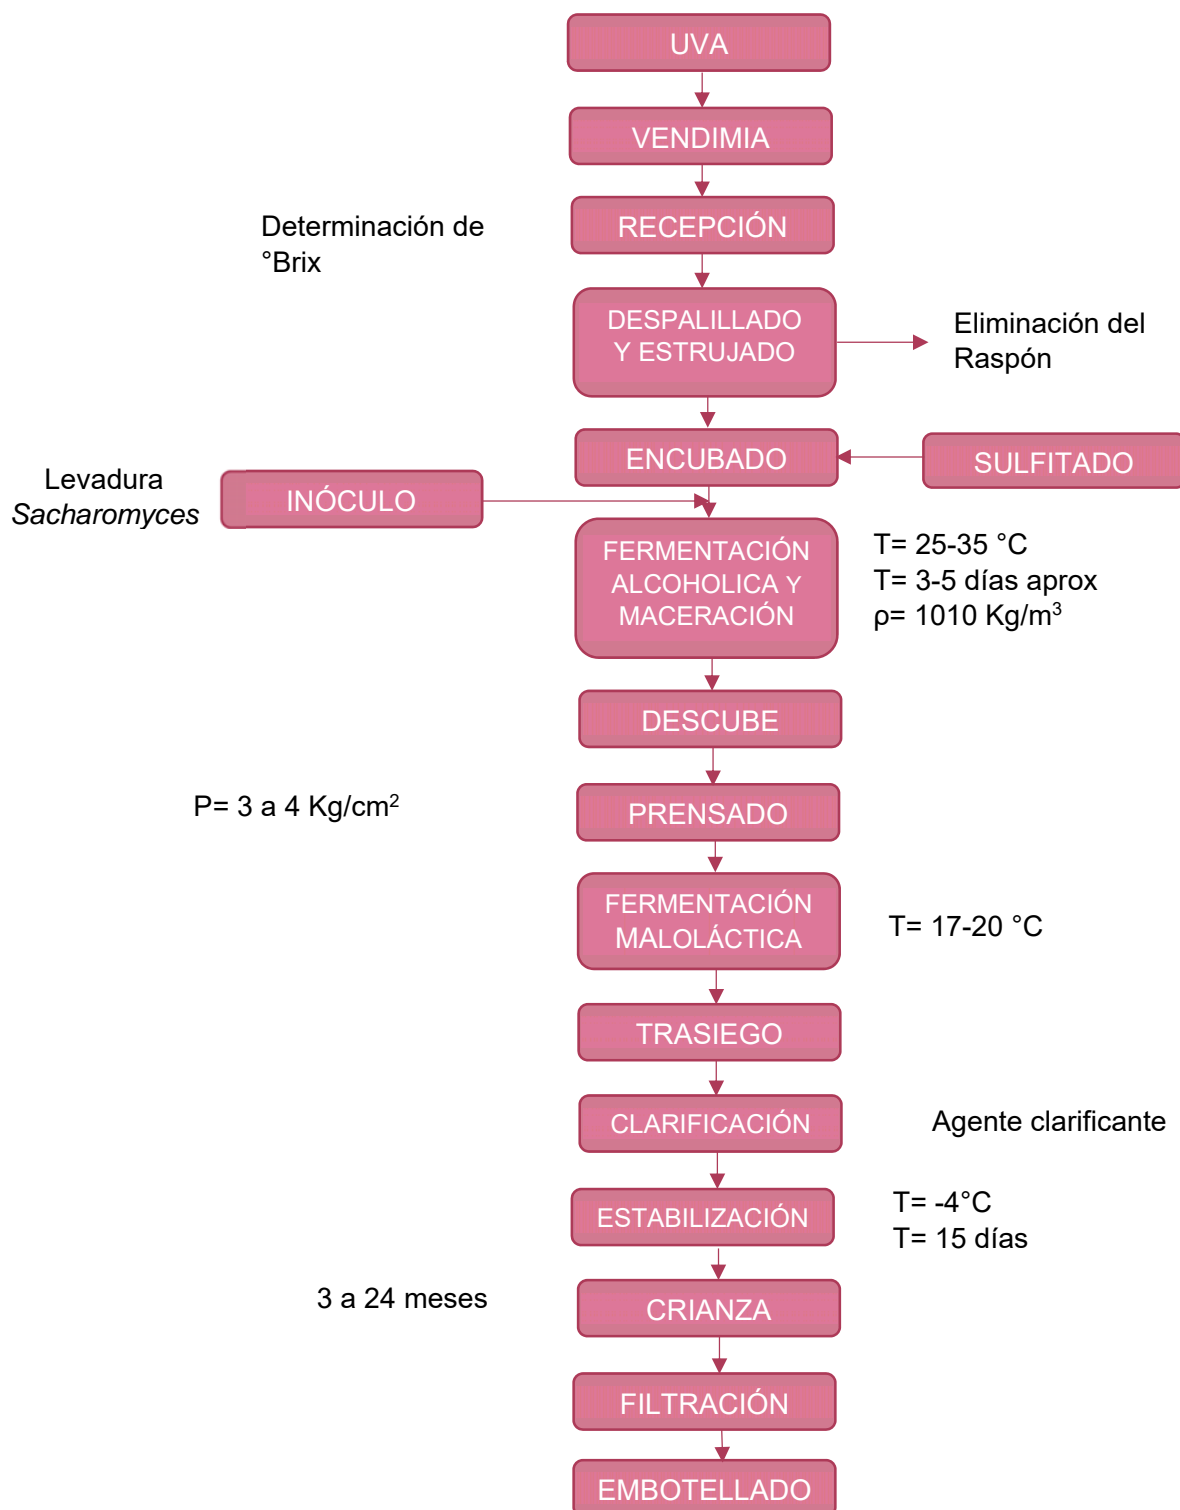 UVA
VENDIMIA
Determinación de
°Brix
RECEPCIÓN
DESPALILLADO
Y ESTRUJADO
Eliminación del
Raspón
ENCUBADO
SULFITADO
Levadura
Sacharomyces
INÓCULO
FERMENTACIÓN
ALCOHOLICA Y
MACERACIÓN
T= 25-35 °C
T= 3-5 días aprox
ρ= 1010 Kg/m³
DESCUBE
P= 3 a 4 Kg/cm²
PRENSADO
FERMENTACIÓN
MALOLÁCTICA
T= 17-20 °C
TRASIEGO
CLARIFICACIÓN
Agente clarificante
ESTABILIZACIÓN
T= -4°C
T= 15 días
3 a 24 meses
CRIANZA
FILTRACIÓN
EMBOTELLADO